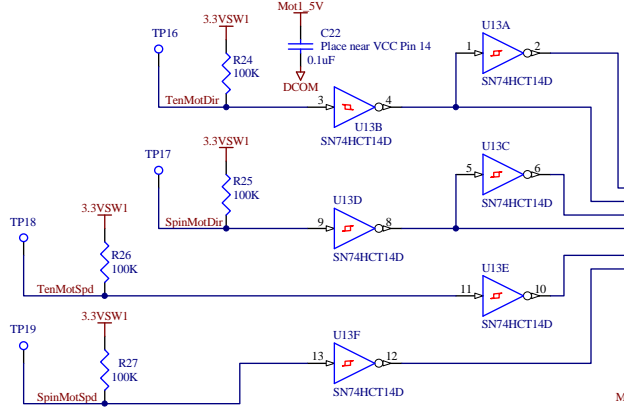 Mot1_5V
3.3VSW1
TP16
R24
100K
C22
Place near VCC Pin 14
0.1uF
DCOM
U13A
1
2
SN74HCT14D
TenMotDir
3
4
U13B
SN74HCT14D
TP17
3.3VSW1
R25
100K
U13C
5
6
SN74HCT14D
U13D
SpinMotDir
9
8
SN74HCT14D
TP18
3.3VSW1
R26
100K
U13E
TenMotSpd
11
10
SN74HCT14D
TP19
3.3VSW1
R27
100K
U13F
13
12
SN74HCT14D
SpinMotSpd
M